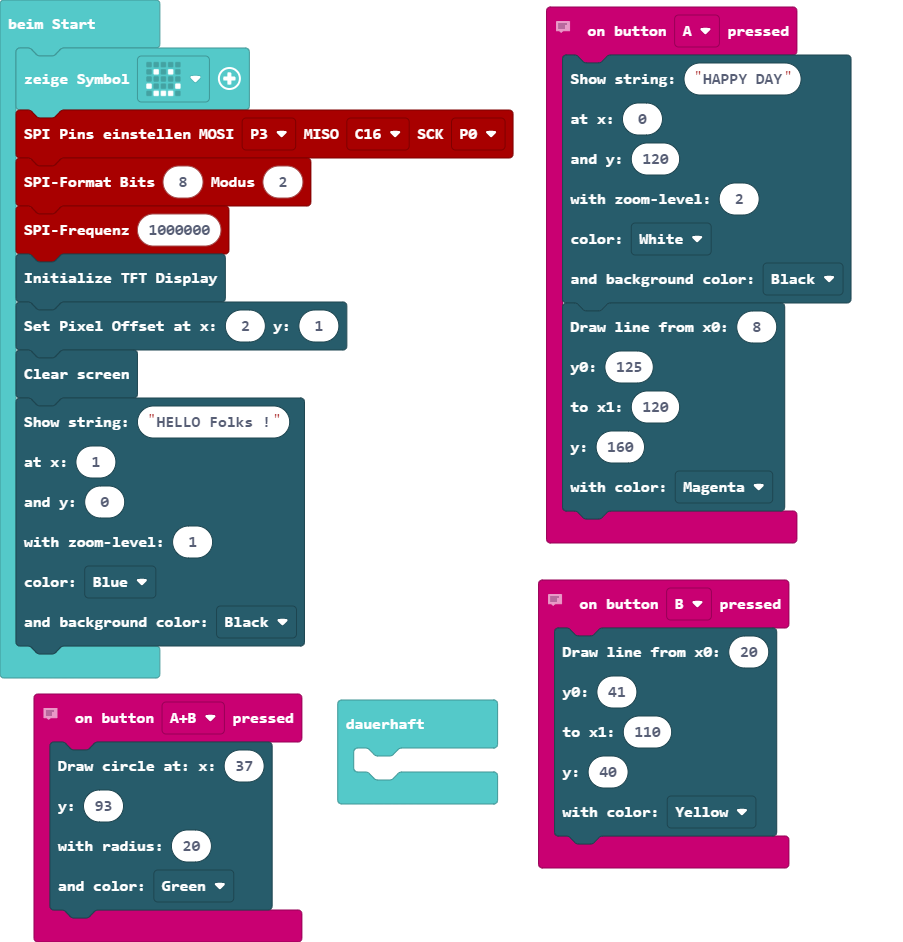 beim Start
zeige Symbol
SPI Pins einstellen MOSI P3 MISO C16 SCK P0
SPI-Format Bits 8 Modus 2
SPI-Frequenz 1000000
Initialize TFT Display
Set Pixel Offset at x: 2 y: 1
Clear screen
Show string: "HELLO Folks !"
at x: 1
and y: 0
with zoom-level: 1
color: Blue
and background color: Black
on button A pressed
Show string: "HAPPY DAY"
at x: 0
and y: 120
with zoom-level: 2
color: White
and background color: Black
Draw line from x0: 8
y0: 125
to x1: 120
y: 160
with color: Magenta
on button A+B pressed
Draw circle at: x: 37
y: 93
with radius: 20
and color: Green
dauerhaft
on button B pressed
Draw line from x0: 20
y0: 41
to x1: 110
y: 40
with color: Yellow